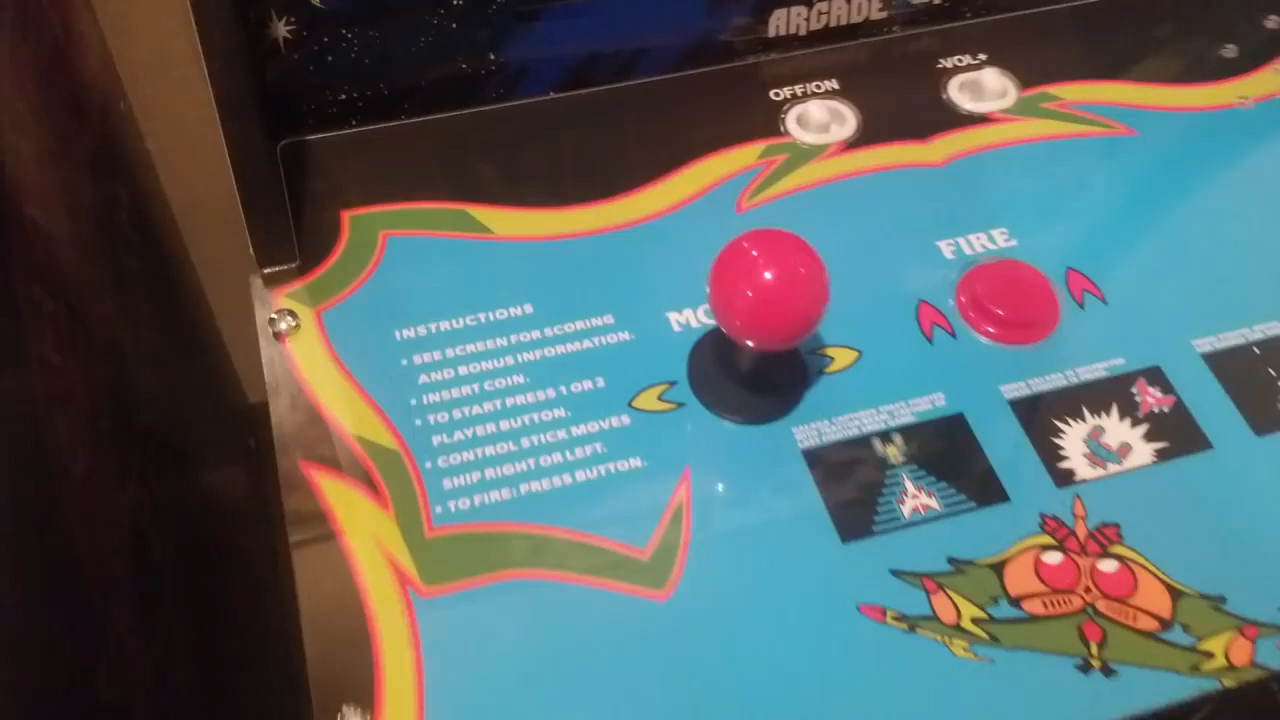 ARCADE
-VOL+
OFF/ON
FIRE
INSTRUCTIONS
• SEE SCREEN FOR SCORING
AND BONUS INFORMATION.
• INSERT COIN.
• TO START PRESS 1 OR 2
PLAYER BUTTON.
• CONTROL STICK MOVES
SHIP RIGHT OR LEFT.
• TO FIRE: PRESS BUTTON.